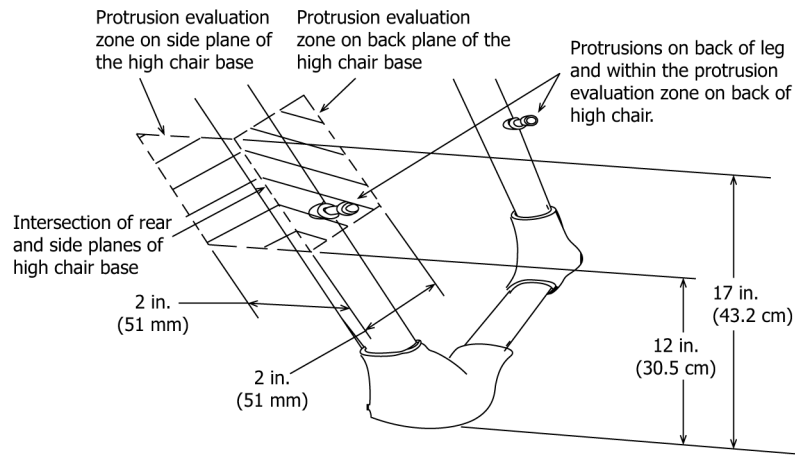 Protrusion evaluation
zone on side plane of
the high chair base
Protrusion evaluation
zone on back plane of the
high chair base
Protrusions on back of leg
and within the protrusion
evaluation zone on back of
high chair.
Intersection of rear
and side planes of
high chair base
2 in.
(51 mm)
2 in.
(51 mm)
17 in.
(43.2 cm)
12 in.
(30.5 cm)